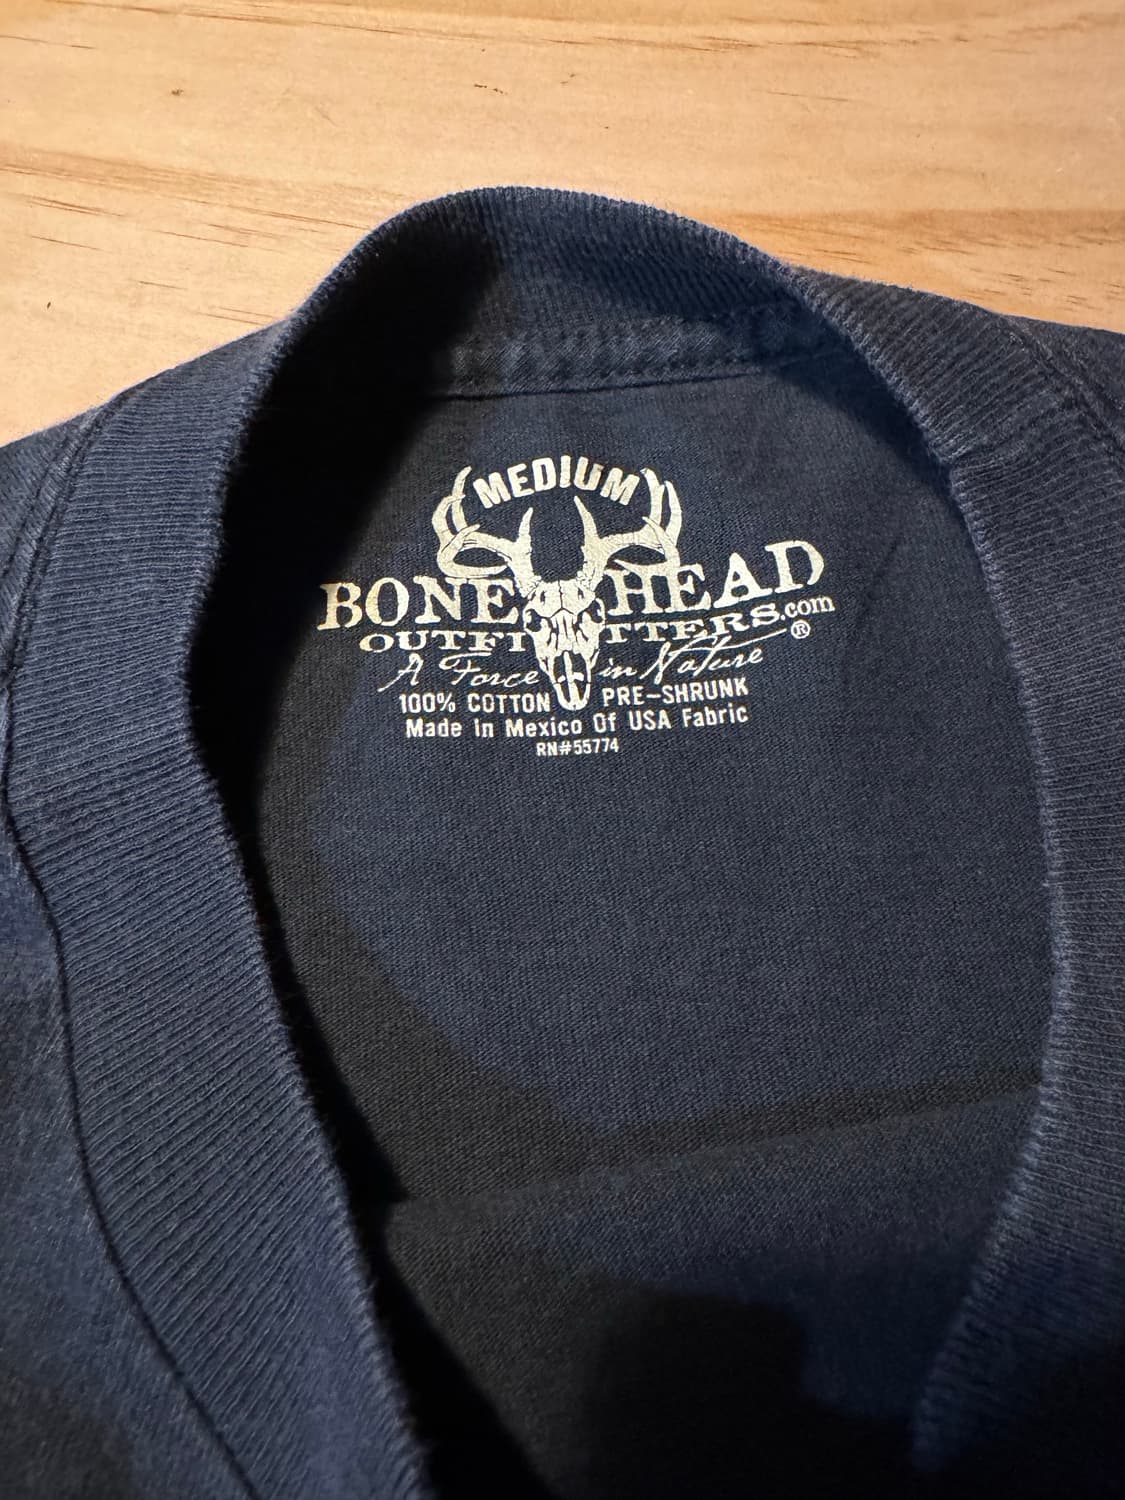 MEDIUM
BONE HEAD
OUTFITTERS.com
®
A Force in Nature
100% COTTON PRE-SHRUNK
Made In Mexico Of USA Fabric
RN#55774